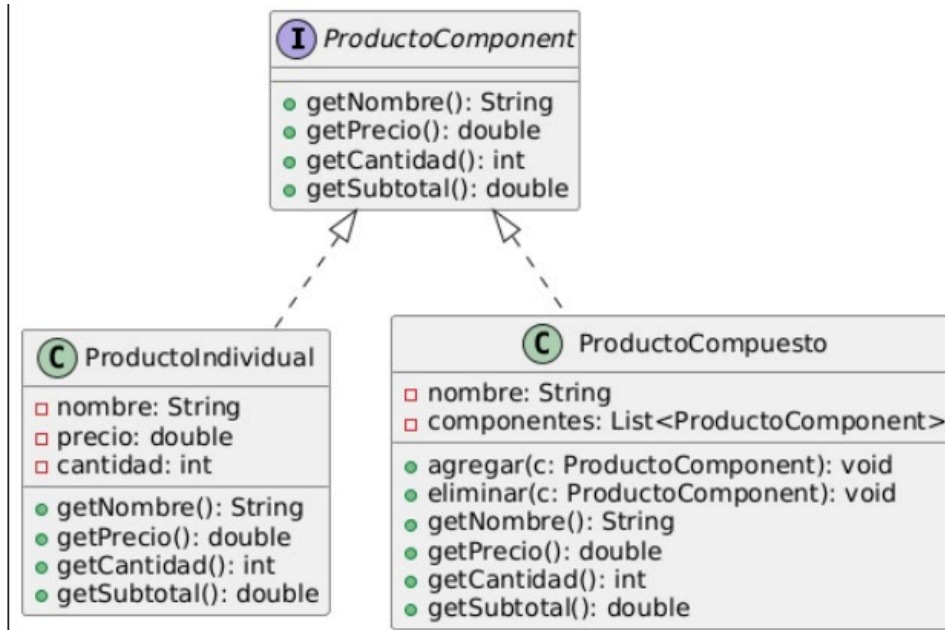 I ProductoComponent
getNombre(): String
getPrecio(): double
getCantidad(): int
getSubtotal(): double
C ProductoIndividual
nombre: String
precio: double
cantidad: int
getNombre(): String
getPrecio(): double
getCantidad(): int
getSubtotal(): double
C ProductoCompuesto
nombre: String
componentes: List<ProductoComponent>
agregar(c: ProductoComponent): void
eliminar(c: ProductoComponent): void
getNombre(): String
getPrecio(): double
getCantidad(): int
getSubtotal(): double